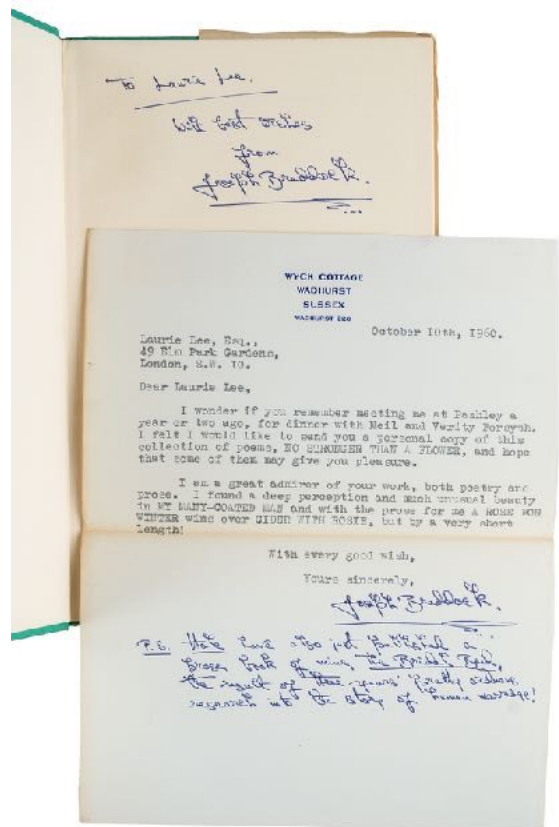 To Laurie Lee.
with best wishes
from
Joseph Braddock.
WYCH COTTAGE
WADHURST
SUSSEX
WADHURST
October 10th, 1960.
Laurie Lee, Esq.,
49 Elm Park Gardens,
London, S.W. 10.
Dear Laurie Lee,
I wonder if you remember meeting me at Pashley a
year or two ago, for dinner with Neil and Verity Forsyth.
I felt I would like to send you a personal copy of this
collection of poems, NO STRONGER THAN A FLOWER, and hope
that some of them may give you pleasure.
I am a great admirer of your work, both poetry and
prose. I found a deep perception and much unusual beauty
in MY MANY-COATED MAN and with the prose for me A ROSE FOR
WINTER wins over CIDER WITH ROSIE, but by a very short
length!
With every good wish,
Yours sincerely,
Joseph Braddock.
P.S. have also just published a
book of mine, The Bridal Bed,
the result of three years' pretty arduous
research into the story of human marriage!